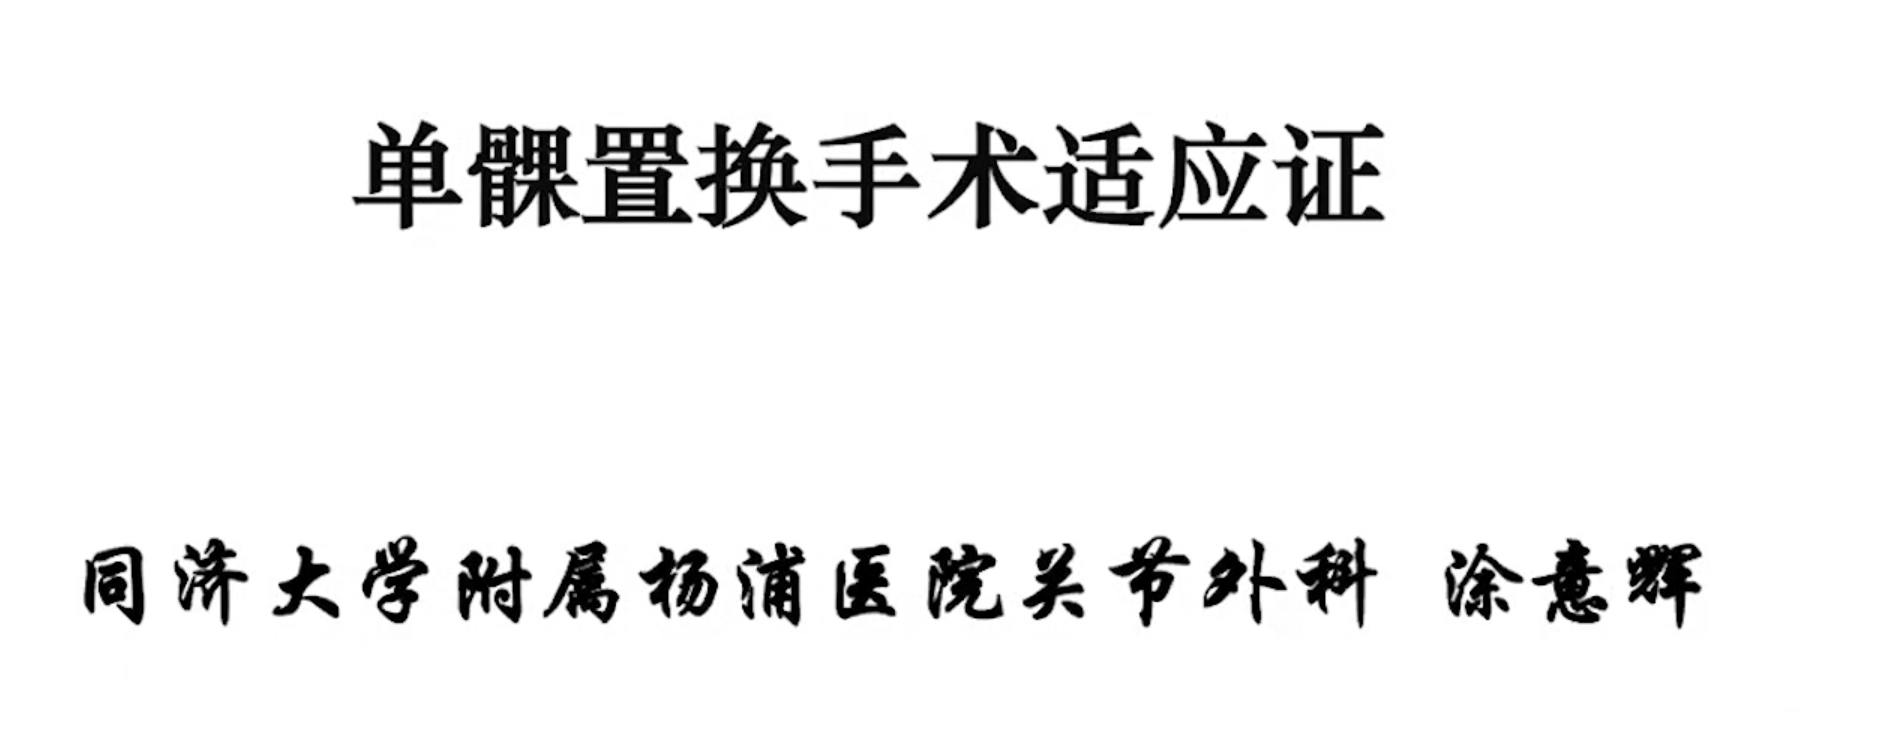 单髁置换手术适应证
同济大学附属杨浦医院关节外科 涂意辉